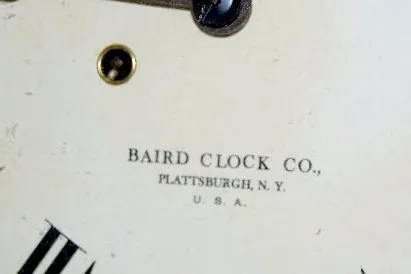 BAIRD CLOCK CO.,
PLATTSBURGH, N. Y.
U. S. A.